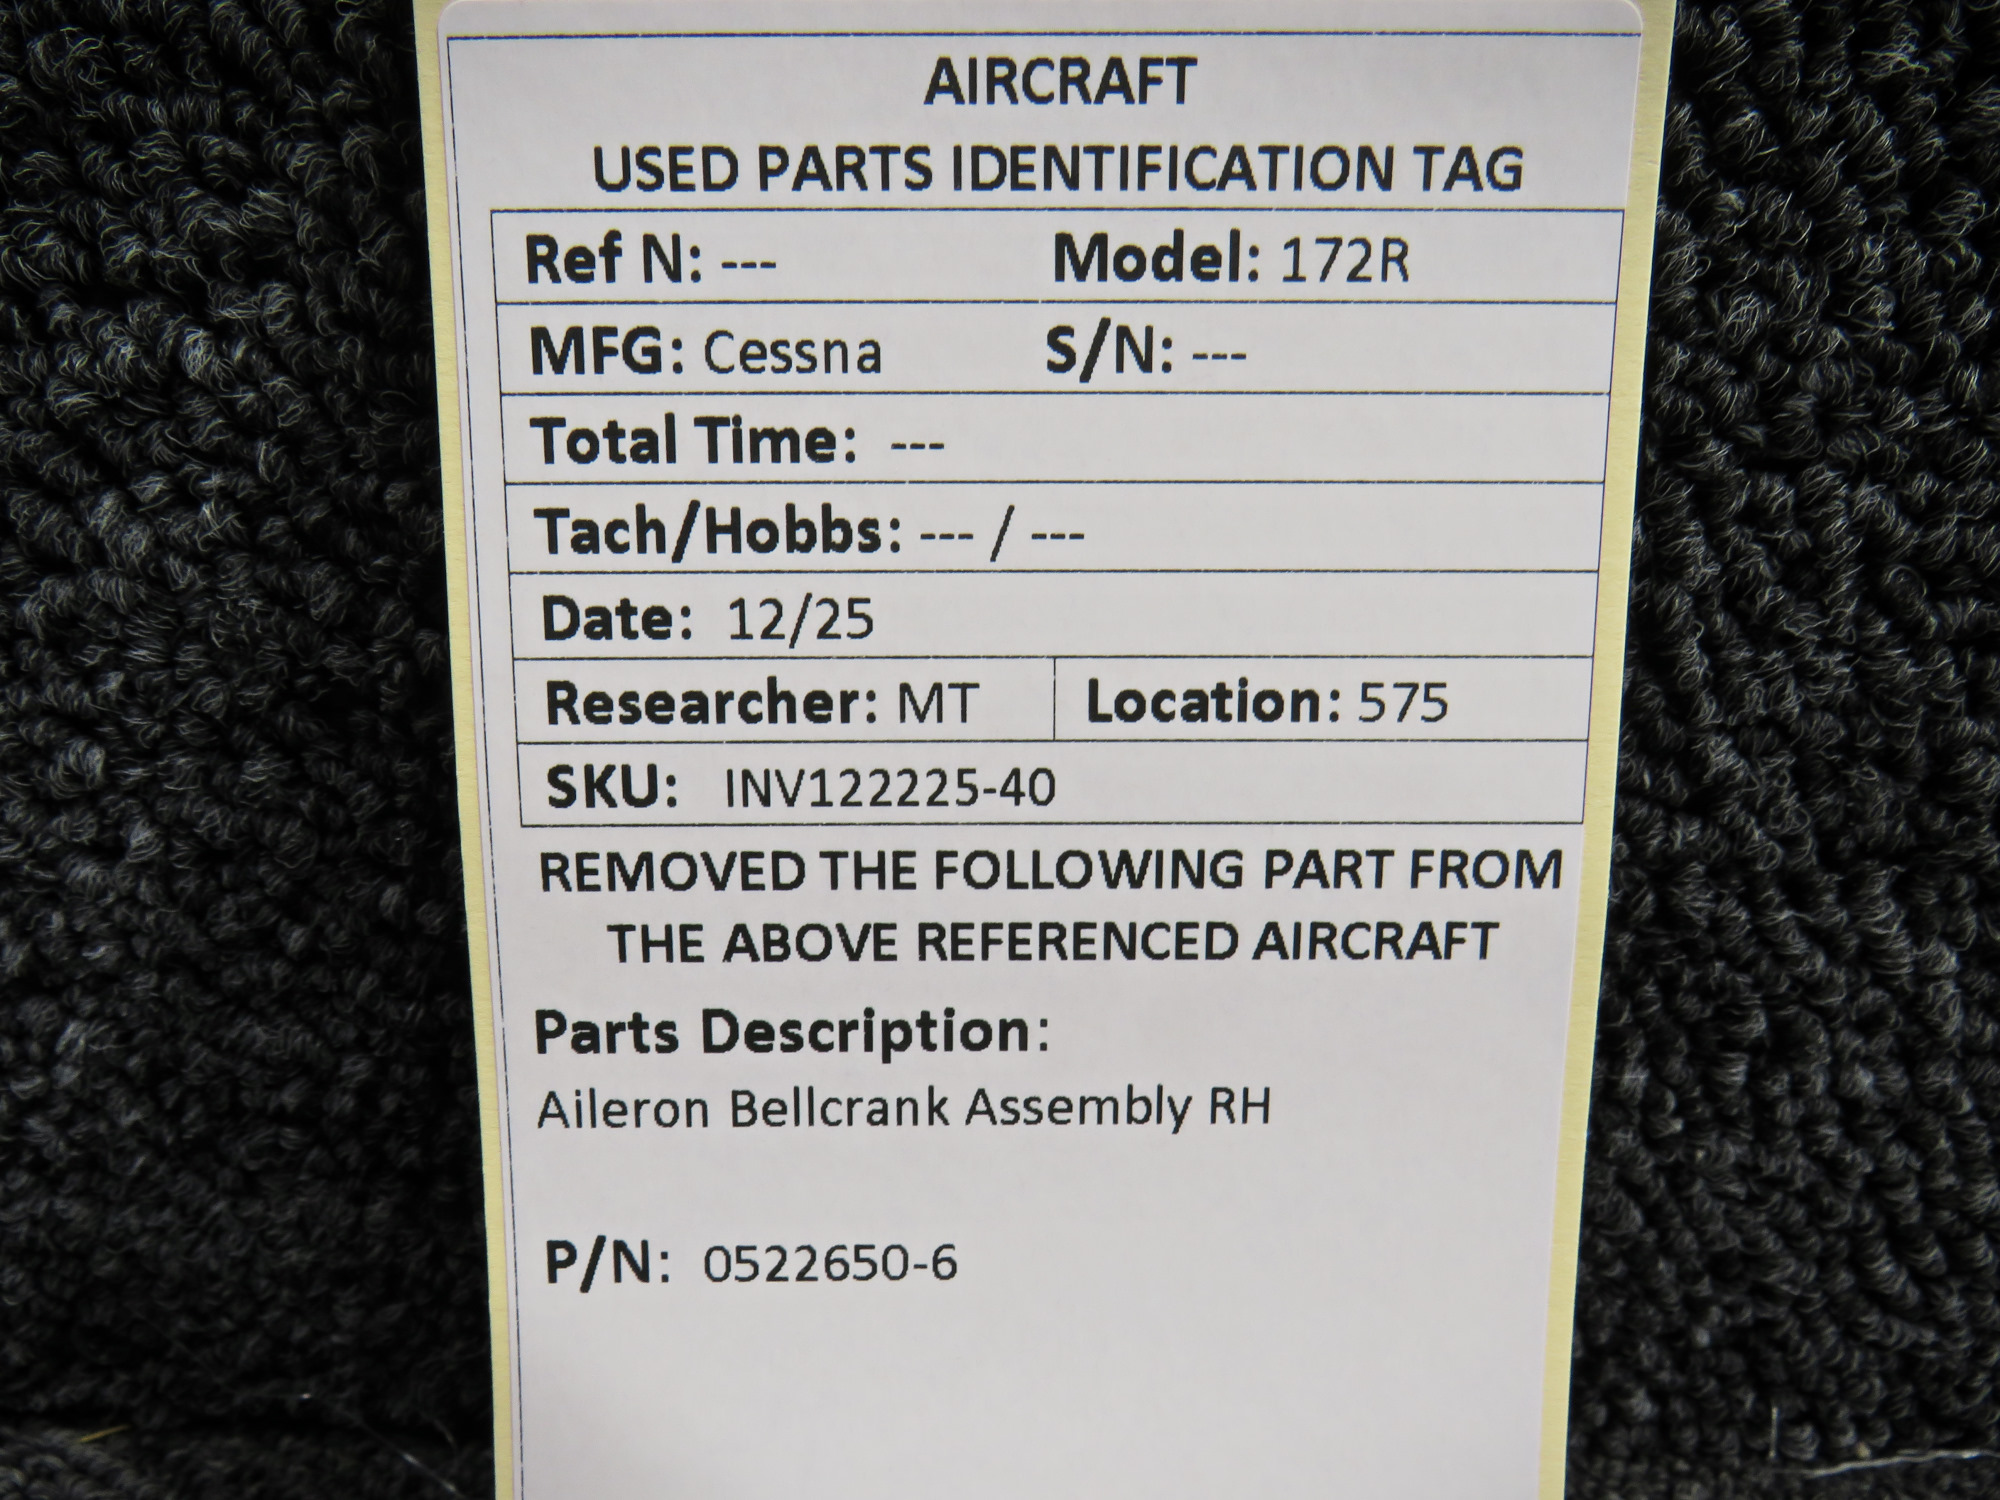 AIRCRAFT
USED PARTS IDENTIFICATION TAG
Ref N: --- Model: 172R
MFG: Cessna S/N: ---
Total Time: ---
Tach/Hobbs: --- / ---
Date: 12/25
Researcher: MT Location: 575
SKU: INV122225-40
REMOVED THE FOLLOWING PART FROM
THE ABOVE REFERENCED AIRCRAFT
Parts Description:
Aileron Bellcrank Assembly RH
P/N: 0522650-6